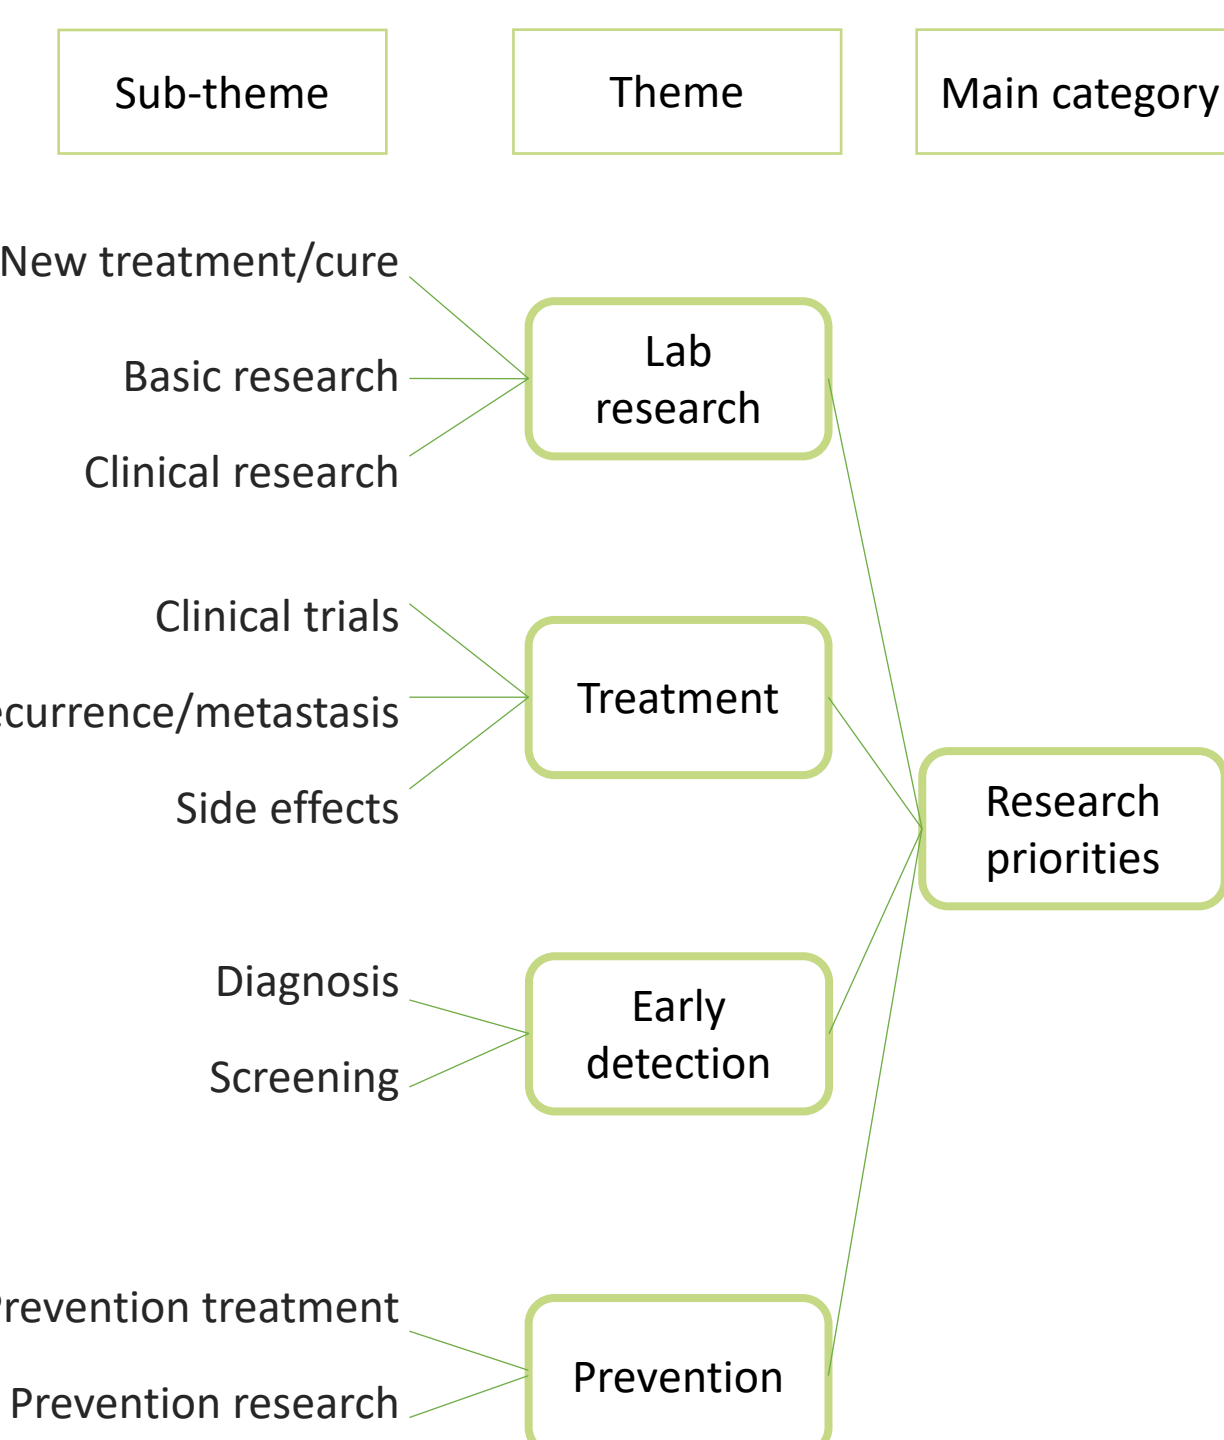 Sub-theme
Theme
Main category
New treatment/cure
Basic research
Clinical research
Lab
research
Clinical trials
ecurrence/metastasis
Side effects
Treatment
Research
priorities
Diagnosis
Screening
Early
detection
Prevention treatment
Prevention research
Prevention